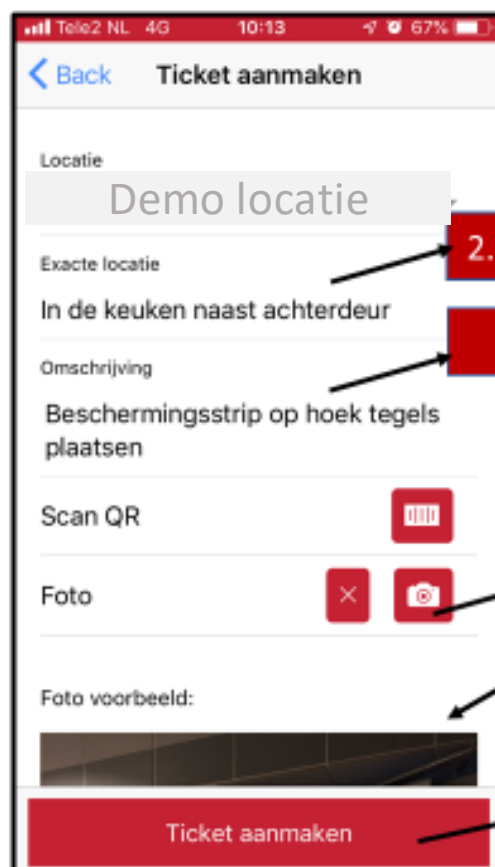 Tele2 NL 4G 10:13 67%
Back Ticket aanmaken
Locatie
Demo locatie
2.
Exacte locatie
In de keuken naast achterdeur
Omschrijving
Beschermingsstrip op hoek tegels
plaatsen
Scan QR
Foto
Foto voorbeeld:
Ticket aanmaken